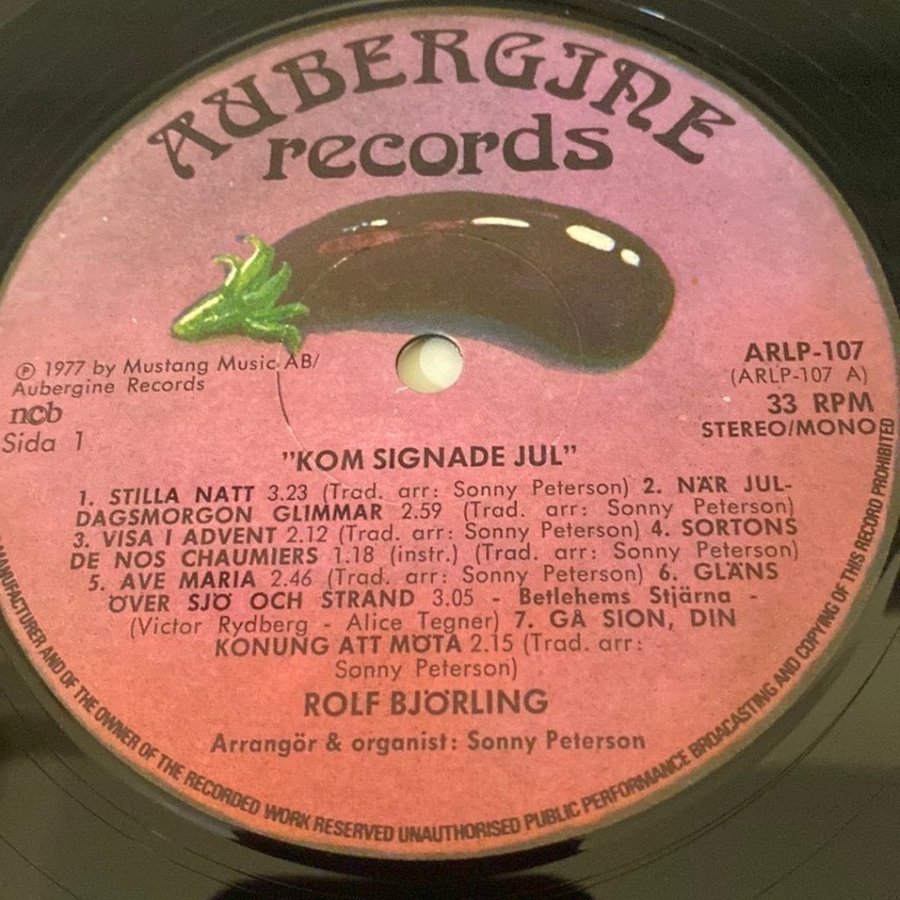 AUBERGINE
records
℗ 1977 by Mustang Music AB/
Aubergine Records
ncb
Sida 1
ARLP-107
(ARLP-107 A)
33 RPM
STEREO/MONO
"KOM SIGNADE JUL"
1. STILLA NATT 3.23 (Trad. arr: Sonny Peterson) 2. NÄR JUL-
DAGSMORGON GLIMMAR 2.59 (Trad. arr: Sonny Peterson)
3. VISA I ADVENT 2.12 (Trad. arr: Sonny Peterson) 4. SORTONS
DE NOS CHAUMIERS 1.18 (instr.) (Trad. arr: Sonny Peterson)
5. AVE MARIA 2.46 (Trad. arr: Sonny Peterson) 6. GLÄNS
ÖVER SJÖ OCH STRAND 3.05 - Betlehems Stjärna -
(Victor Rydberg - Alice Tegner) 7. GÅ SION, DIN
KONUNG ATT MÖTA 2.15 (Trad. arr:
Sonny Peterson)
ROLF BJÖRLING
Arrangör & organist: Sonny Peterson
MANUFACTURER AND OF THE OWNER OF THE RECORDED WORK RESERVED UNAUTHORISED PUBLIC PERFORMANCE BROADCASTING AND COPYING OF THIS RECORD PROHIBITED